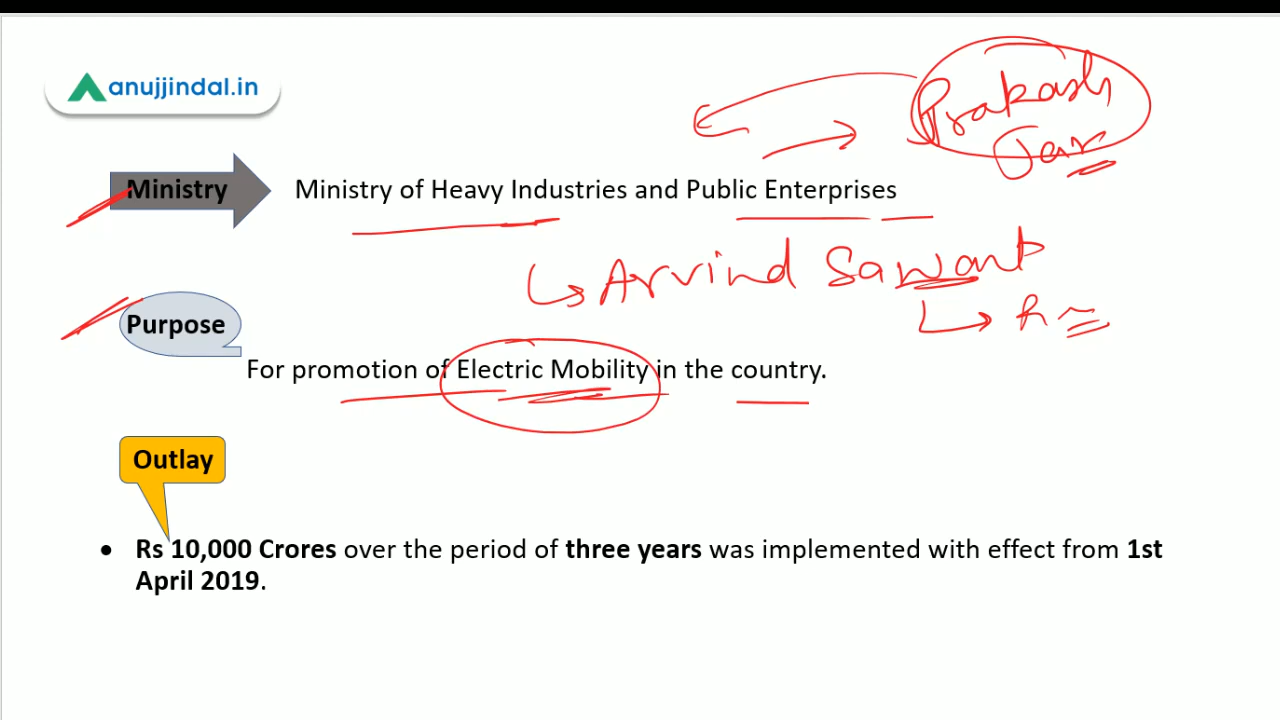 anujjindal.in
Prakash
Jav
Ministry
Ministry of Heavy Industries and Public Enterprises
Arvind Sawant
Purpose
For promotion of Electric Mobility in the country.
Outlay
• Rs 10,000 Crores over the period of three years was implemented with effect from 1st
April 2019.